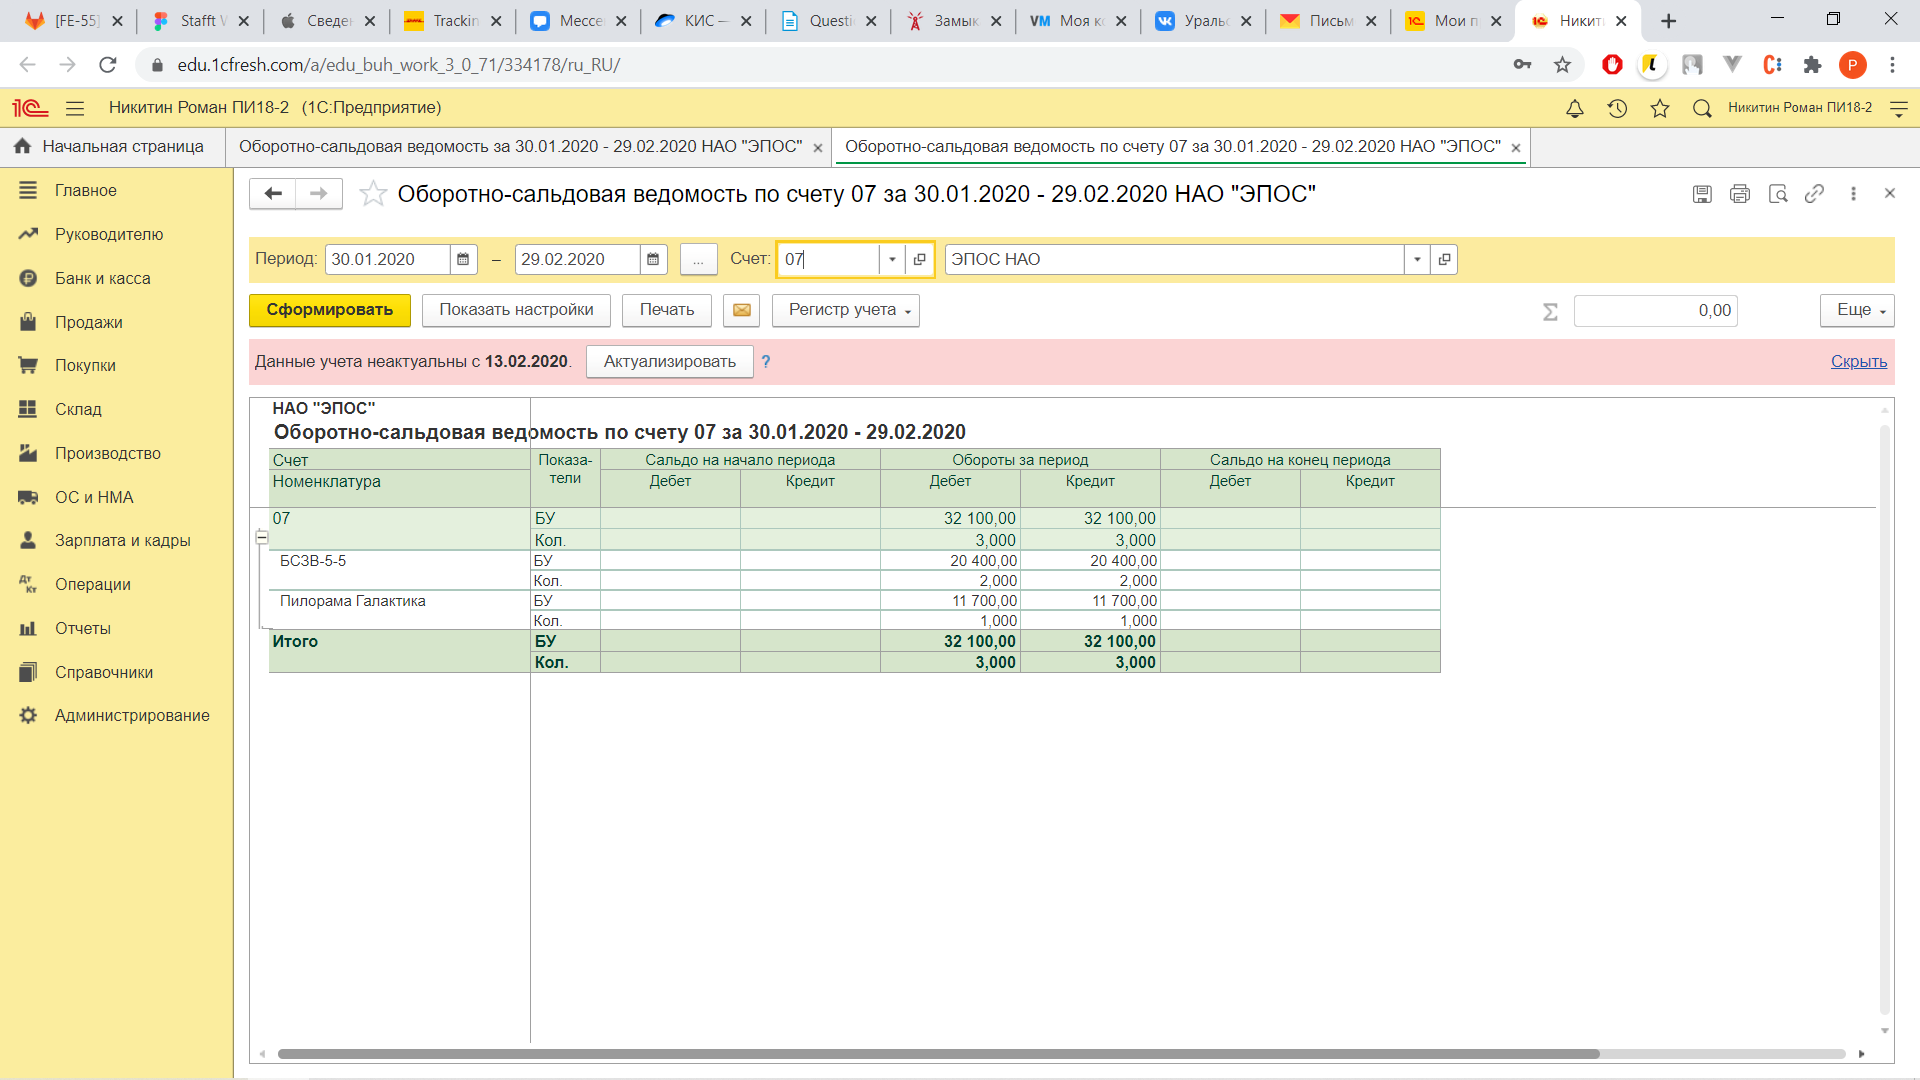 [FE-55] Stafft W Сведен Trackin Мессе КИС — Questi Замык Моя ко Уральс Письм Мои п Никити
edu.1cfresh.com/a/edu_buh_work_3_0_71/334178/ru_RU/
Р
1С Никитин Роман ПИ18-2 (1С:Предприятие) Никитин Роман ПИ18-2
Начальная страница
Оборотно-сальдовая ведомость за 30.01.2020 - 29.02.2020 НАО "ЭПОС"
Оборотно-сальдовая ведомость по счету 07 за 30.01.2020 - 29.02.2020 НАО "ЭПОС"
Главное
Руководителю
Банк и касса
Продажи
Покупки
Склад
Производство
ОС и НМА
Зарплата и кадры
Дт Кт Операции
Отчеты
Справочники
Администрирование
Оборотно-сальдовая ведомость по счету 07 за 30.01.2020 - 29.02.2020 НАО "ЭПОС"
Период: 30.01.2020 – 29.02.2020 ... Счет: 07 ЭПОС НАО
Сформировать Показать настройки Печать Регистр учета Σ 0,00 Еще
Данные учета неактуальны с 13.02.2020. Актуализировать ? Скрыть
НАО "ЭПОС"
Оборотно-сальдовая ведомость по счету 07 за 30.01.2020 - 29.02.2020
Счет Показа-тели Сальдо на начало периода Обороты за период Сальдо на конец периода
Номенклатура Дебет Кредит Дебет Кредит Дебет Кредит
07 БУ 32 100,00 32 100,00
Кол. 3,000 3,000
БСЗВ-5-5 БУ 20 400,00 20 400,00
Кол. 2,000 2,000
Пилорама Галактика БУ 11 700,00 11 700,00
Кол. 1,000 1,000
Итого БУ 32 100,00 32 100,00
Кол. 3,000 3,000